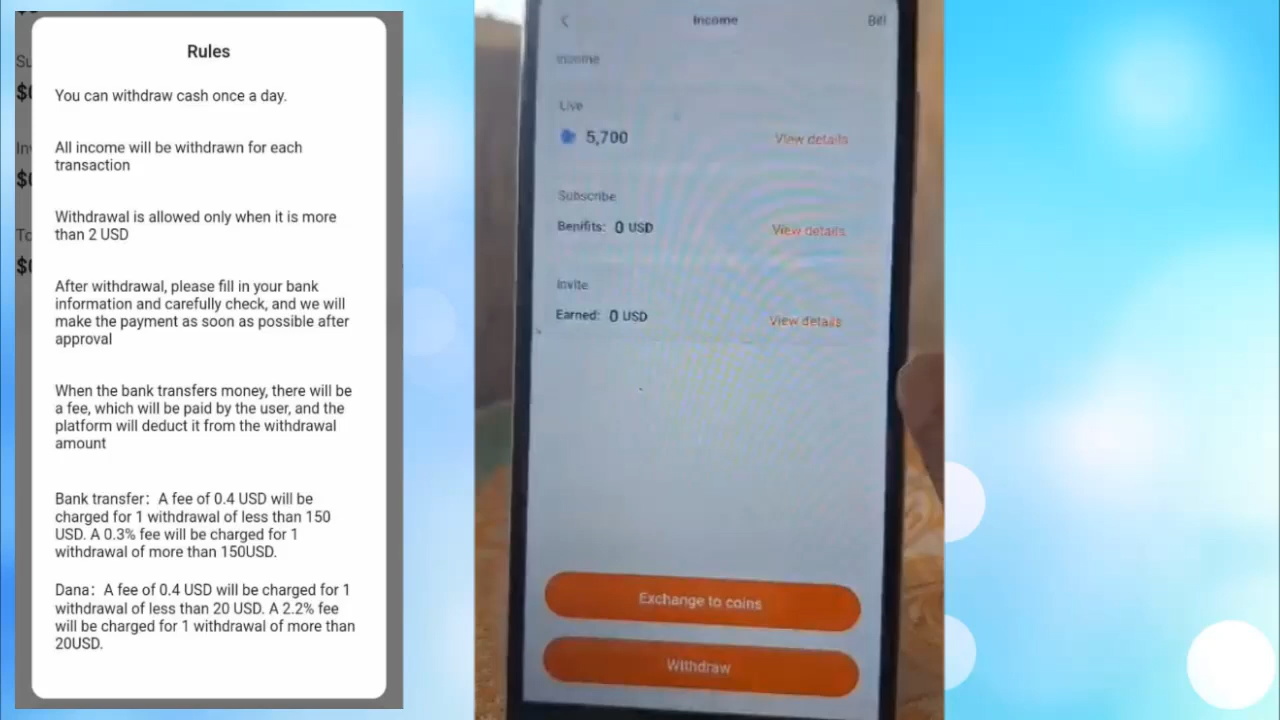 Rules
You can withdraw cash once a day.
All income will be withdrawn for each
transaction
Withdrawal is allowed only when it is more
than 2 USD
After withdrawal, please fill in your bank
information and carefully check, and we will
make the payment as soon as possible after
approval
When the bank transfers money, there will be
a fee, which will be paid by the user, and the
platform will deduct it from the withdrawal
amount
Bank transfer: A fee of 0.4 USD will be
charged for 1 withdrawal of less than 150
USD. A 0.3% fee will be charged for 1
withdrawal of more than 150USD.
Dana: A fee of 0.4 USD will be charged for 1
withdrawal of less than 20 USD. A 2.2% fee
will be charged for 1 withdrawal of more than
20USD.
Income Bill
Income
Live
5,700 View details
Subscribe
Benifits: 0 USD View details
Invite
Earned: 0 USD View details
Exchange to coins
Withdraw